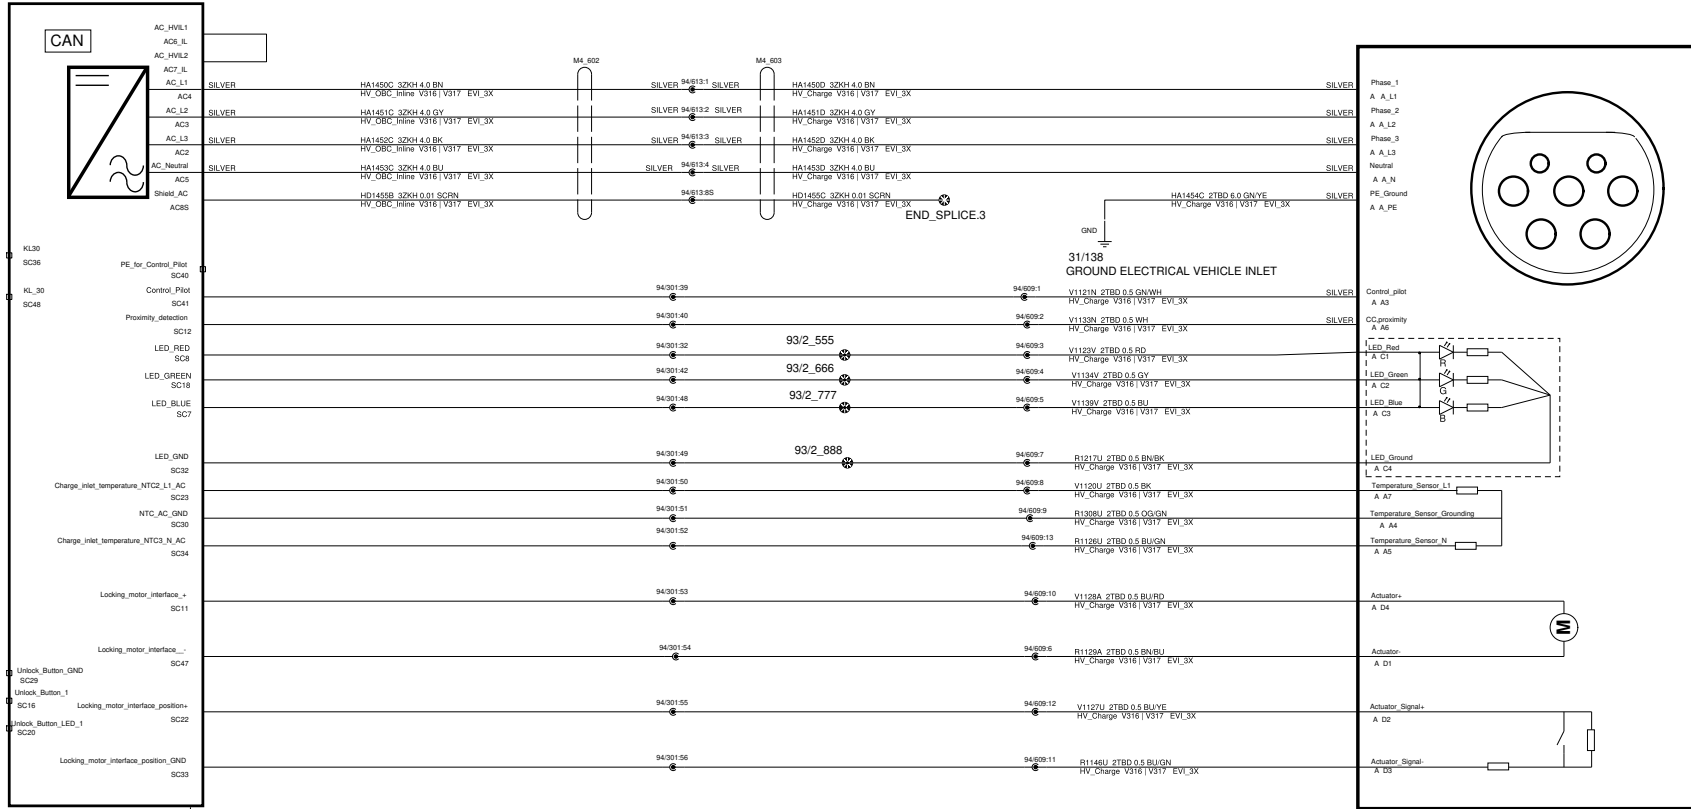 AC_HVIL1
CAN
AC6_IL
AC_HVIL2
M4_602
M4_603
AC7_IL
AC_L1
SILVER
HA1450C 3ZKH 4.0 BN
SILVER
94/613:1
SILVER
HA1450D 3ZKH 4.0 BN
SILVER
Phase_1
AC4
HV_OBC_Inline V316 | V317 EVI_3X
HV_Charge V316 | V317 EVI_3X
A A_L1
AC_L2
SILVER
HA1451C 3ZKH 4.0 GY
SILVER
94/613:2
SILVER
HA1451D 3ZKH 4.0 GY
SILVER
Phase_2
AC3
HV_OBC_Inline V316 | V317 EVI_3X
HV_Charge V316 | V317 EVI_3X
A A_L2
AC_L3
SILVER
HA1452C 3ZKH 4.0 BK
94/613:3
SILVER
SILVER
HA1452D 3ZKH 4.0 BK
SILVER
Phase_3
AC2
HV_OBC_Inline V316 | V317 EVI_3X
HV_Charge V316 | V317 EVI_3X
A A_L3
AC_Neutral
SILVER
HA1453C 3ZKH 4.0 BU
SILVER
94/613:4
SILVER
HA1453D 3ZKH 4.0 BU
SILVER
Neutral
AC5
HV_OBC_Inline V316 | V317 EVI_3X
HV_Charge V316 | V317 EVI_3X
A A_N
Shield_AC
HD1455B 3ZKH 0.01 SCRN
94/613:8S
HD1455C 3ZKH 0.01 SCRN
HA1454C 2TBD 6.0 GN/YE
SILVER
PE_Ground
AC8S
HV_OBC_Inline V316 | V317 EVI_3X
HV_Charge V316 | V317 EVI_3X
HV_Charge V316 | V317 EVI_3X
A A_PE
END_SPLICE.3
GND
31/138
GROUND ELECTRICAL VEHICLE INLET
KL30
SC36
PE_for_Control_Pilot
SC40
KL_30
SC48
Control_Pilot
SC41
94/301:39
94/609:1
V1121N 2TBD 0.5 GN/WH
HV_Charge V316 | V317 EVI_3X
SILVER
Control_pilot
A A3
Proximity_detection
SC12
94/301:40
94/609:2
V1133N 2TBD 0.5 WH
HV_Charge V316 | V317 EVI_3X
SILVER
CC,proximity
A A6
LED_RED
SC8
94/301:32
93/2_555
94/609:3
V1123V 2TBD 0.5 RD
HV_Charge V316 | V317 EVI_3X
LED_Red
A C1
R
LED_GREEN
SC18
94/301:42
93/2_666
94/609:4
V1134V 2TBD 0.5 GY
HV_Charge V316 | V317 EVI_3X
LED_Green
A C2
G
LED_BLUE
SC7
94/301:48
93/2_777
94/609:5
V1139V 2TBD 0.5 BU
HV_Charge V316 | V317 EVI_3X
LED_Blue
A C3
B
LED_GND
SC32
94/301:49
93/2_888
94/609:7
R1217U 2TBD 0.5 BN/BK
HV_Charge V316 | V317 EVI_3X
LED_Ground
A C4
Charge_inlet_temperature_NTC2_L1_AC
SC23
94/301:50
94/609:8
V1120U 2TBD 0.5 BK
HV_Charge V316 | V317 EVI_3X
Temperature_Sensor_L1
A A7
NTC_AC_GND
SC30
94/301:51
94/609:9
R1308U 2TBD 0.5 OG/GN
HV_Charge V316 | V317 EVI_3X
Temperature_Sensor_Grounding
A A4
Charge_inlet_temperature_NTC3_N_AC
SC34
94/301:52
94/609:13
R1126U 2TBD 0.5 BU/GN
HV_Charge V316 | V317 EVI_3X
Temperature_Sensor_N
A A5
Locking_motor_interface_+
SC11
94/301:53
94/609:10
V1128A 2TBD 0.5 BU/RD
HV_Charge V316 | V317 EVI_3X
Actuator+
A D4
M
Locking_motor_interface__-
SC47
94/301:54
94/609:6
R1129A 2TBD 0.5 BN/BU
HV_Charge V316 | V317 EVI_3X
Actuator-
A D1
Unlock_Button_GND
SC29
Unlock_Button_1
SC16
Locking_motor_interface_position+
SC22
94/301:55
94/609:12
V1127U 2TBD 0.5 BU/YE
HV_Charge V316 | V317 EVI_3X
Actuator_Signal+
A D2
Unlock_Button_LED_1
SC20
Locking_motor_interface_position_GND
SC33
94/301:56
94/609:11
R1146U 2TBD 0.5 BU/GN
HV_Charge V316 | V317 EVI_3X
Actuator_Signal-
A D3